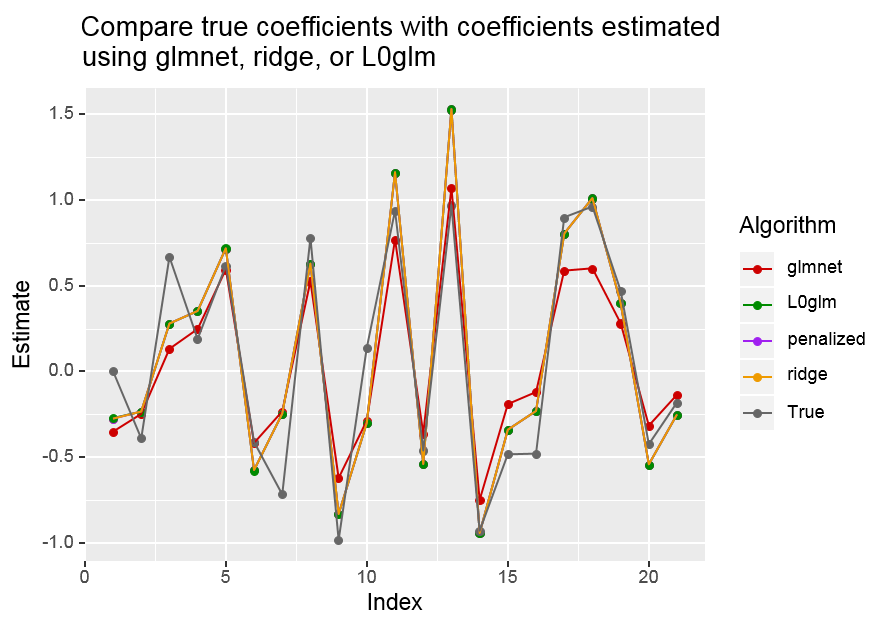 Compare true coefficients with coefficients estimated
using glmnet, ridge, or L0glm
1.5
1.0
0.5
0.0
-0.5
-1.0
Estimate
0
5
10
15
20
Index
Algorithm
glmnet
L0glm
penalized
ridge
True